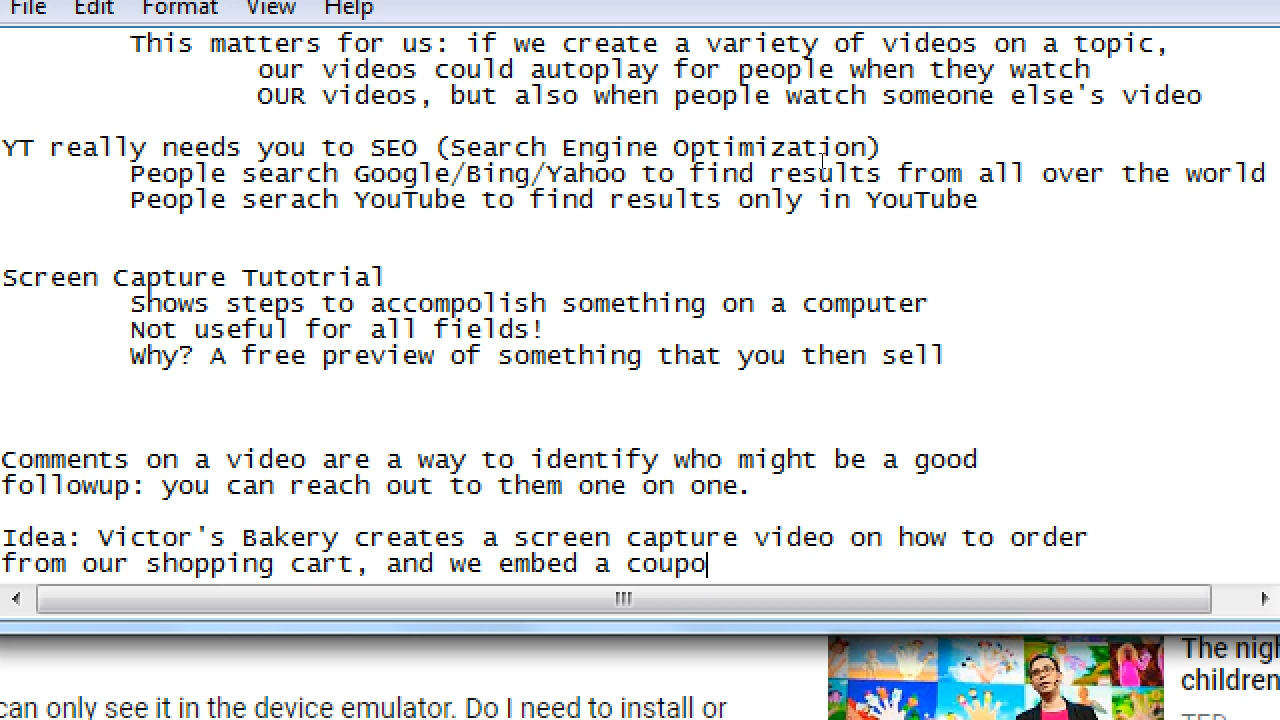 File Edit Format View Help
This matters for us: if we create a variety of videos on a topic,
our videos could autoplay for people when they watch
OUR videos, but also when people watch someone else's video
YT really needs you to SEO (Search Engine Optimization)
People search Google/Bing/Yahoo to find results from all over the world
People serach YouTube to find results only in YouTube
Screen Capture Tutotrial
Shows steps to accompolish something on a computer
Not useful for all fields!
Why? A free preview of something that you then sell
Comments on a video are a way to identify who might be a good
followup: you can reach out to them one on one.
Idea: Victor's Bakery creates a screen capture video on how to order
from our shopping cart, and we embed a coupo
can only see it in the device emulator. Do I need to install or
The nigh
children
TED